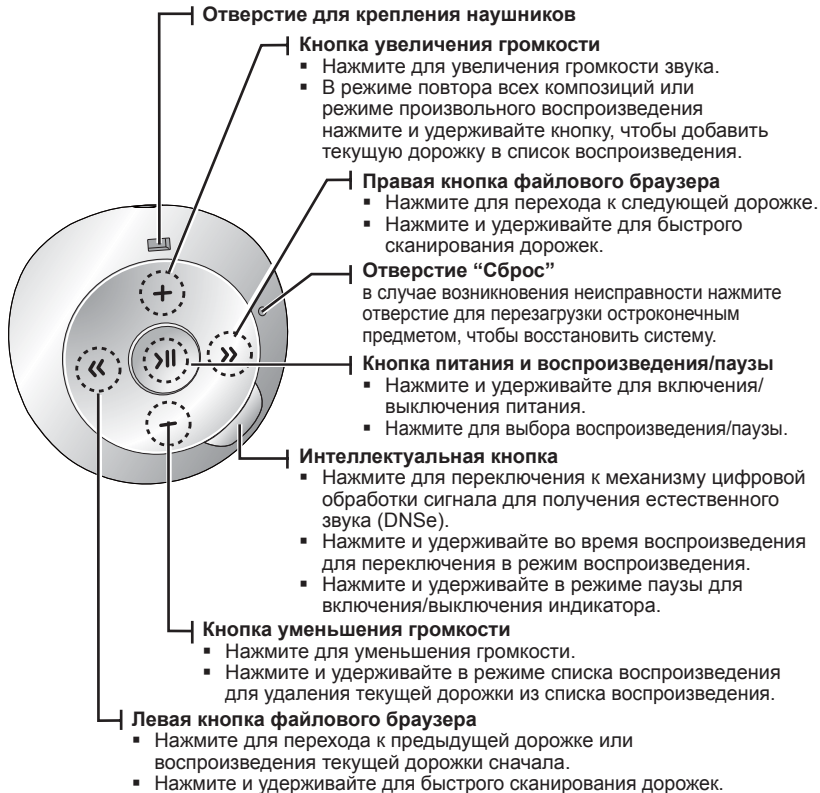 Отверстие для крепления наушников
Кнопка увеличения громкости
▪ Нажмите для увеличения громкости звука.
▪ В режиме повтора всех композиций или
режиме произвольного воспроизведения
нажмите и удерживайте кнопку, чтобы добавить
текущую дорожку в список воспроизведения.
Правая кнопка файлового браузера
▪ Нажмите для перехода к следующей дорожке.
▪ Нажмите и удерживайте для быстрого
сканирования дорожек.
Отверстие “Сброс”
в случае возникновения неисправности нажмите
отверстие для перезагрузки остроконечным
предметом, чтобы восстановить систему.
Кнопка питания и воспроизведения/паузы
▪ Нажмите и удерживайте для включения/
выключения питания.
▪ Нажмите для выбора воспроизведения/паузы.
Интеллектуальная кнопка
▪ Нажмите для переключения к механизму цифровой
обработки сигнала для получения естественного
звука (DNSe).
▪ Нажмите и удерживайте во время воспроизведения
для переключения в режим воспроизведения.
▪ Нажмите и удерживайте в режиме паузы для
включения/выключения индикатора.
Кнопка уменьшения громкости
▪ Нажмите для уменьшения громкости.
▪ Нажмите и удерживайте в режиме списка воспроизведения
для удаления текущей дорожки из списка воспроизведения.
Левая кнопка файлового браузера
▪ Нажмите для перехода к предыдущей дорожке или
воспроизведения текущей дорожки сначала.
▪ Нажмите и удерживайте для быстрого сканирования дорожек.